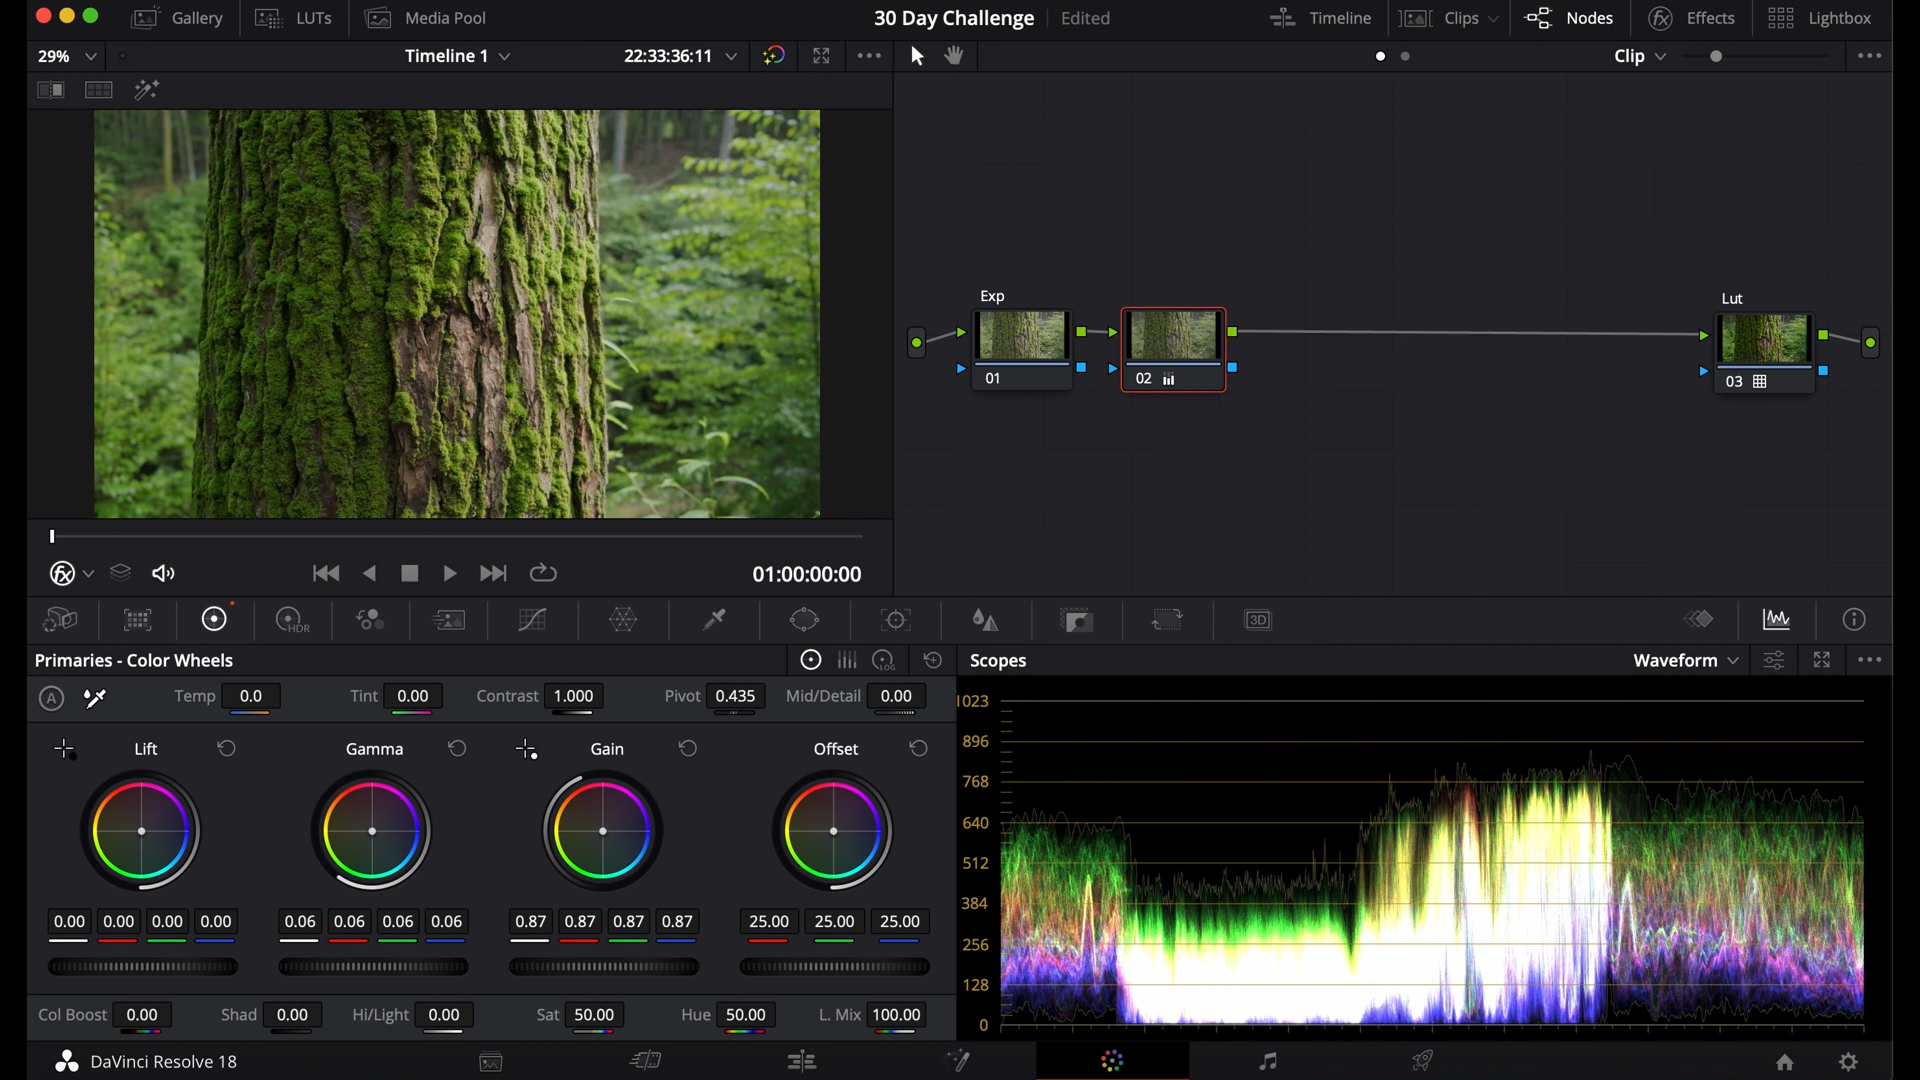 Gallery LUTs Media Pool 30 Day Challenge Edited Timeline Clips Nodes Effects Lightbox
29% Timeline 1 22:33:36:11 Clip
Exp Lut
01 02 03
01:00:00:00
HDR 3D
Primaries - Color Wheels LOG Scopes Waveform
A Temp 0.0 Tint 0.00 Contrast 1.000 Pivot 0.435 Mid/Detail 0.00
Lift Gamma Gain Offset
0.00 0.00 0.00 0.00 0.06 0.06 0.06 0.06 0.87 0.87 0.87 0.87 25.00 25.00 25.00
Col Boost 0.00 Shad 0.00 Hi/Light 0.00 Sat 50.00 Hue 50.00 L. Mix 100.00
1023
896
768
640
512
384
256
128
0
DaVinci Resolve 18